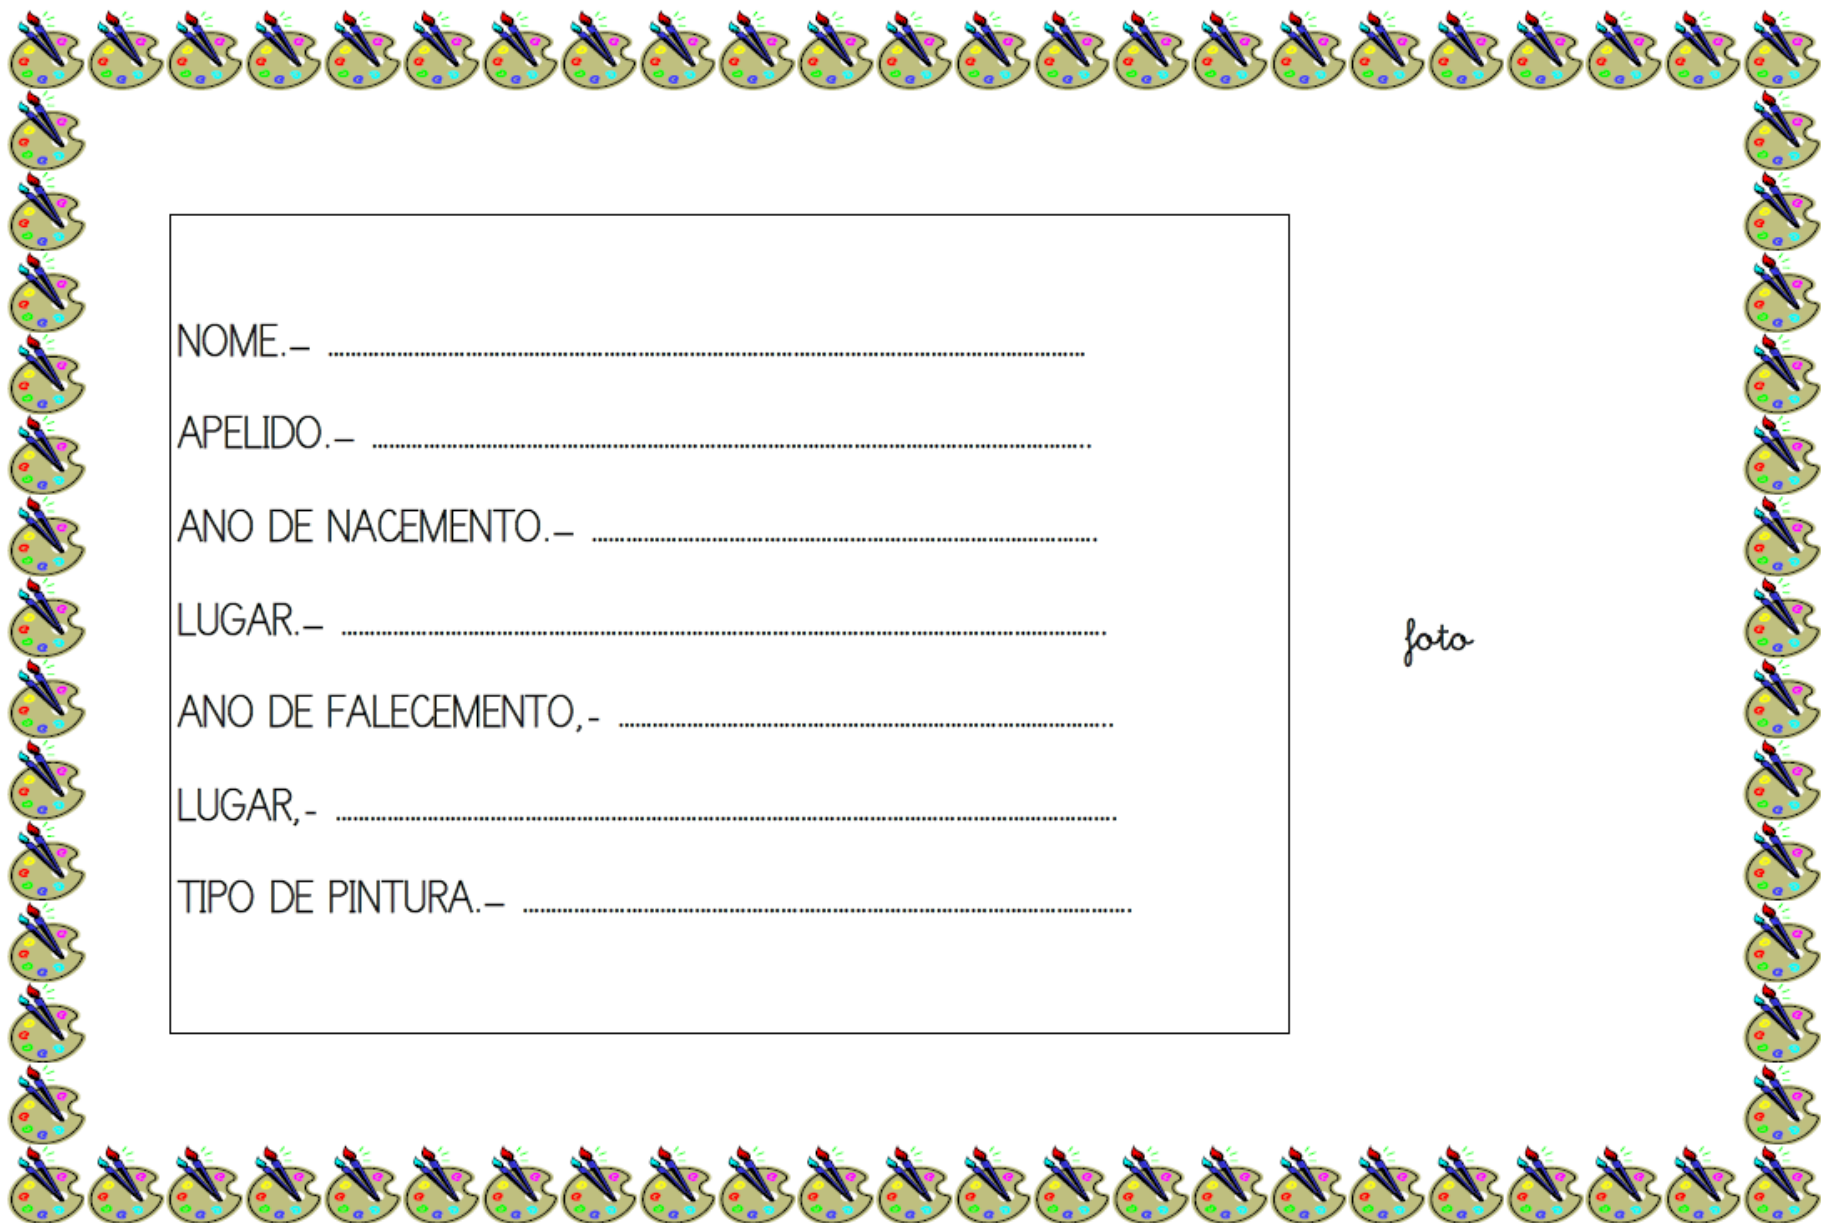 NOME.– ................................................................
APELIDO.– ................................................................
ANO DE NACEMENTO.– ................................................................
LUGAR.– ................................................................
foto
ANO DE FALECEMENTO,- ................................................................
LUGAR,- ................................................................
TIPO DE PINTURA.– ................................................................